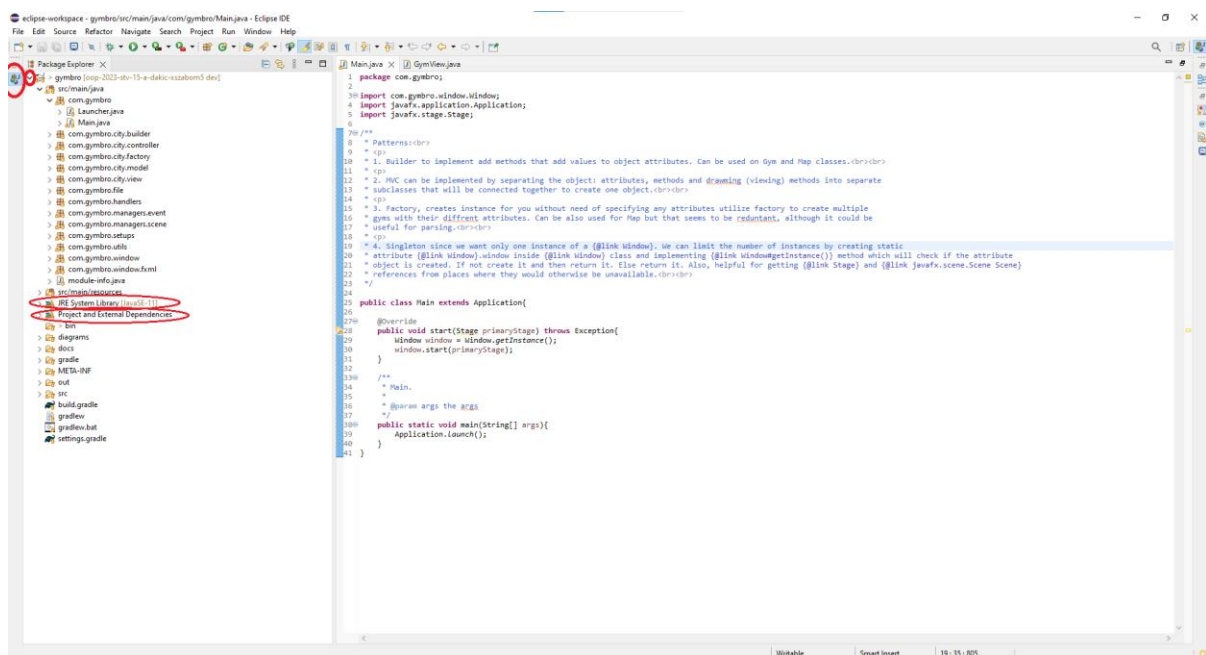 eclipse-workspace - gymbro/src/main/java/com/gymbro/Main.java - Eclipse IDE
File Edit Source Refactor Navigate Search Project Run Window Help
Package Explorer
gymbro [oop-2023-stv-15-a-dakic-xszabom5 dev]
src/main/java
com.gymbro
Launcher.java
Main.java
com.gymbro.city.builder
com.gymbro.city.controller
com.gymbro.city.factory
com.gymbro.city.model
com.gymbro.city.view
com.gymbro.file
com.gymbro.handlers
com.gymbro.managers.event
com.gymbro.managers.scene
com.gymbro.setups
com.gymbro.utils
com.gymbro.window
com.gymbro.window.fxml
module-info.java
src/main/resources
JRE System Library [JavaSE-11]
Project and External Dependencies
> bin
diagrams
docs
gradle
META-INF
out
src
build.gradle
gradlew
gradlew.bat
settings.gradle
Main.java GymView.java
1 package com.gymbro;
2
3 import com.gymbro.window.Window;
4 import javafx.application.Application;
5 import javafx.stage.Stage;
6
7 /**
8 * Patterns:<br>
9 * <p>
10 * 1. Builder to implement add methods that add values to object attributes. Can be used on Gym and Map classes.<br><br>
11 * <p>
12 * 2. MVC can be implemented by separating the object: attributes, methods and drawming (viewing) methods into separate
13 * subclasses that will be connected together to create one object.<br><br>
14 * <p>
15 * 3. Factory, creates instance for you without need of specifying any attributes utilize factory to create multiple
16 * gyms with their diffrent attributes. Can be also used for Map but that seems to be reduntant, although it could be
17 * useful for parsing.<br><br>
18 * <p>
19 * 4. Singleton since we want only one instance of a {@link Window}. We can limit the number of instances by creating static
20 * attribute {@link Window}.window inside {@link Window} class and implementing {@link Window#getInstance()} method which will check if the attribute
21 * object is created. If not create it and then return it. Else return it. Also, helpful for getting {@link Stage} and {@link javafx.scene.Scene Scene}
22 * references from places where they would otherwise be unavailable.<br><br>
23 */
24
25 public class Main extends Application{
26
27 @Override
28 public void start(Stage primaryStage) throws Exception{
29 Window window = Window.getInstance();
30 window.start(primaryStage);
31 }
32
33 /**
34 * Main.
35 *
36 * @param args the args
37 */
38 public static void main(String[] args){
39 Application.launch();
40 }
41 }
Writable Smart Insert 19 : 35 : 805